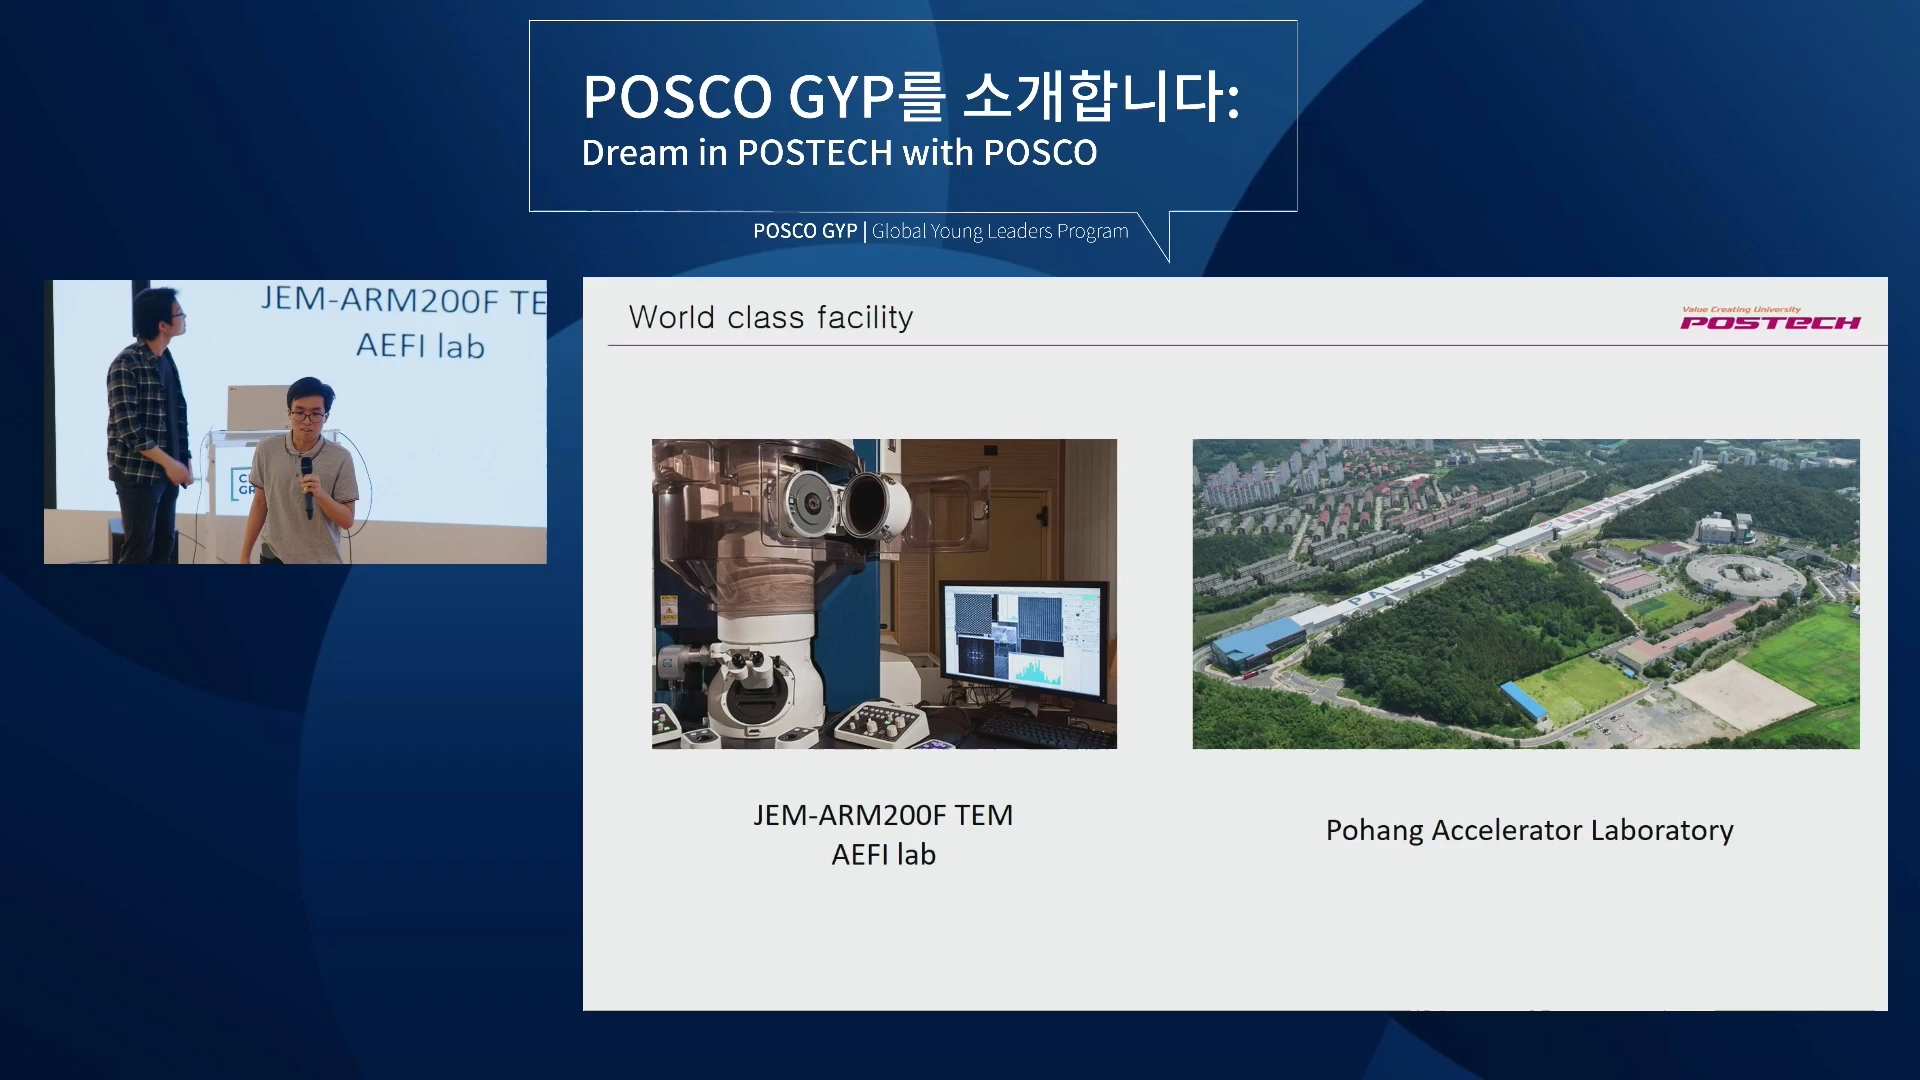 POSCO GYP를 소개합니다:
Dream in POSTECH with POSCO
POSCO GYP | Global Young Leaders Program
JEM-ARM200F TE
AEFI lab
World class facility
Value Creating University
POSTECH
PAL-XFEL
JEM-ARM200F TEM
AEFI lab
Pohang Accelerator Laboratory